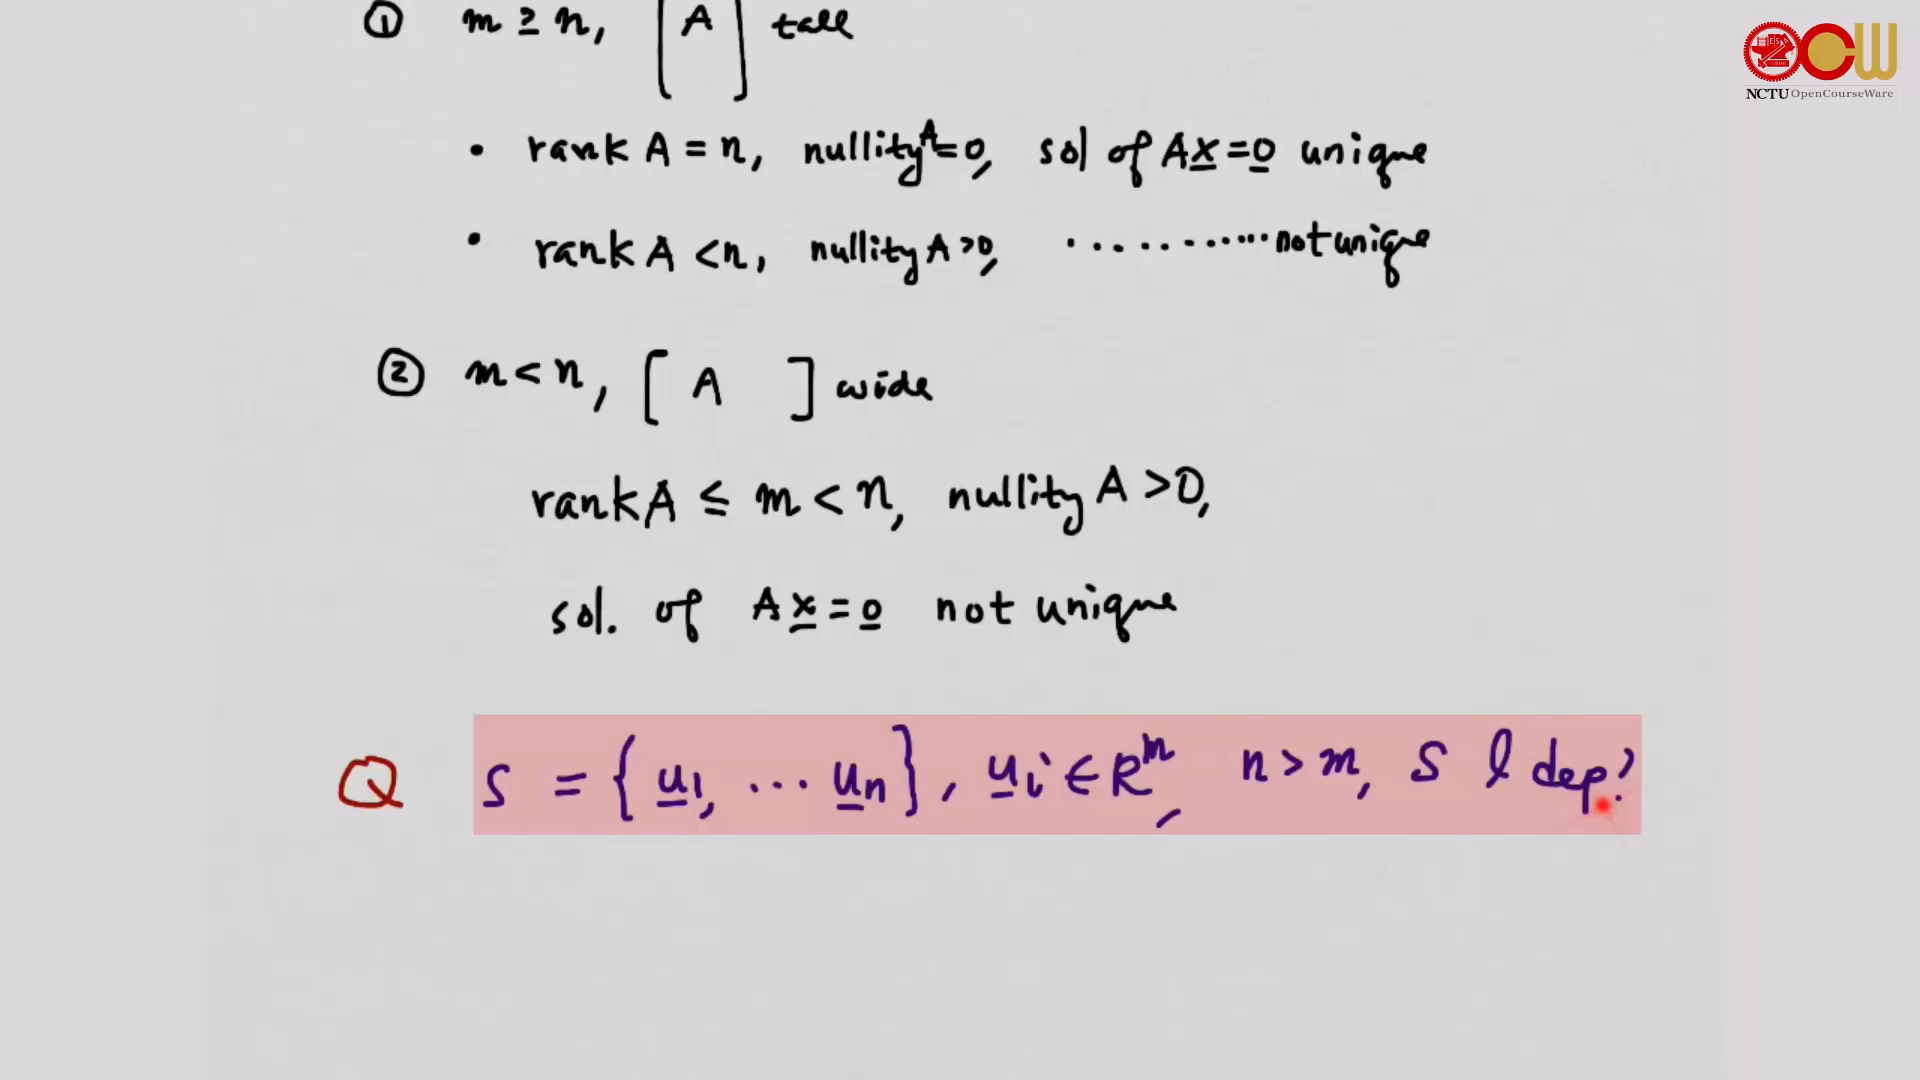 ① m ≥ n, [ A ] tall
NCTU OpenCourseWare
• rank A = n, nullity A = 0, sol of Ax = 0 unique
• rank A < n, nullity A > 0, ............ not unique
② m < n, [ A ] wide
rank A ≤ m < n, nullity A > 0,
sol. of Ax = 0 not unique
Q S = { u1, ... un }, ui ∈ R^m, n > m, S l dep?